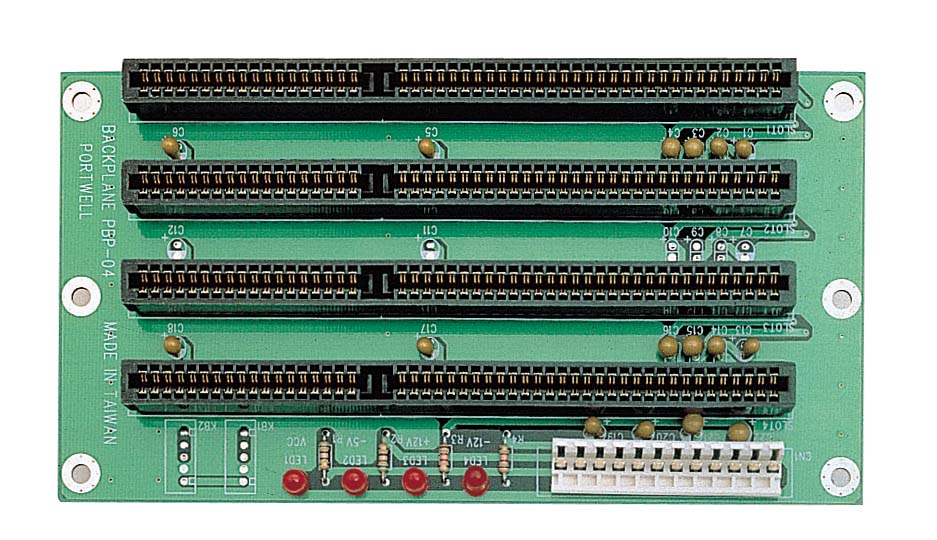 BACKPLANE PBP-04
PORTWELL
MADE IN TAIWAN
C6
C5
C4
C3
C2
C1
SLOT1
C12
C11
C10
C9
C8
C7
SLOT2
C18
C17
C16
C15
C14
C13
SLOT3
KB2
KB1
VCC
R1
-5V
R2
+12V
R3
-12V
R4
C19
C20
SLOT4
LED1
LED2
LED3
LED4
CN1